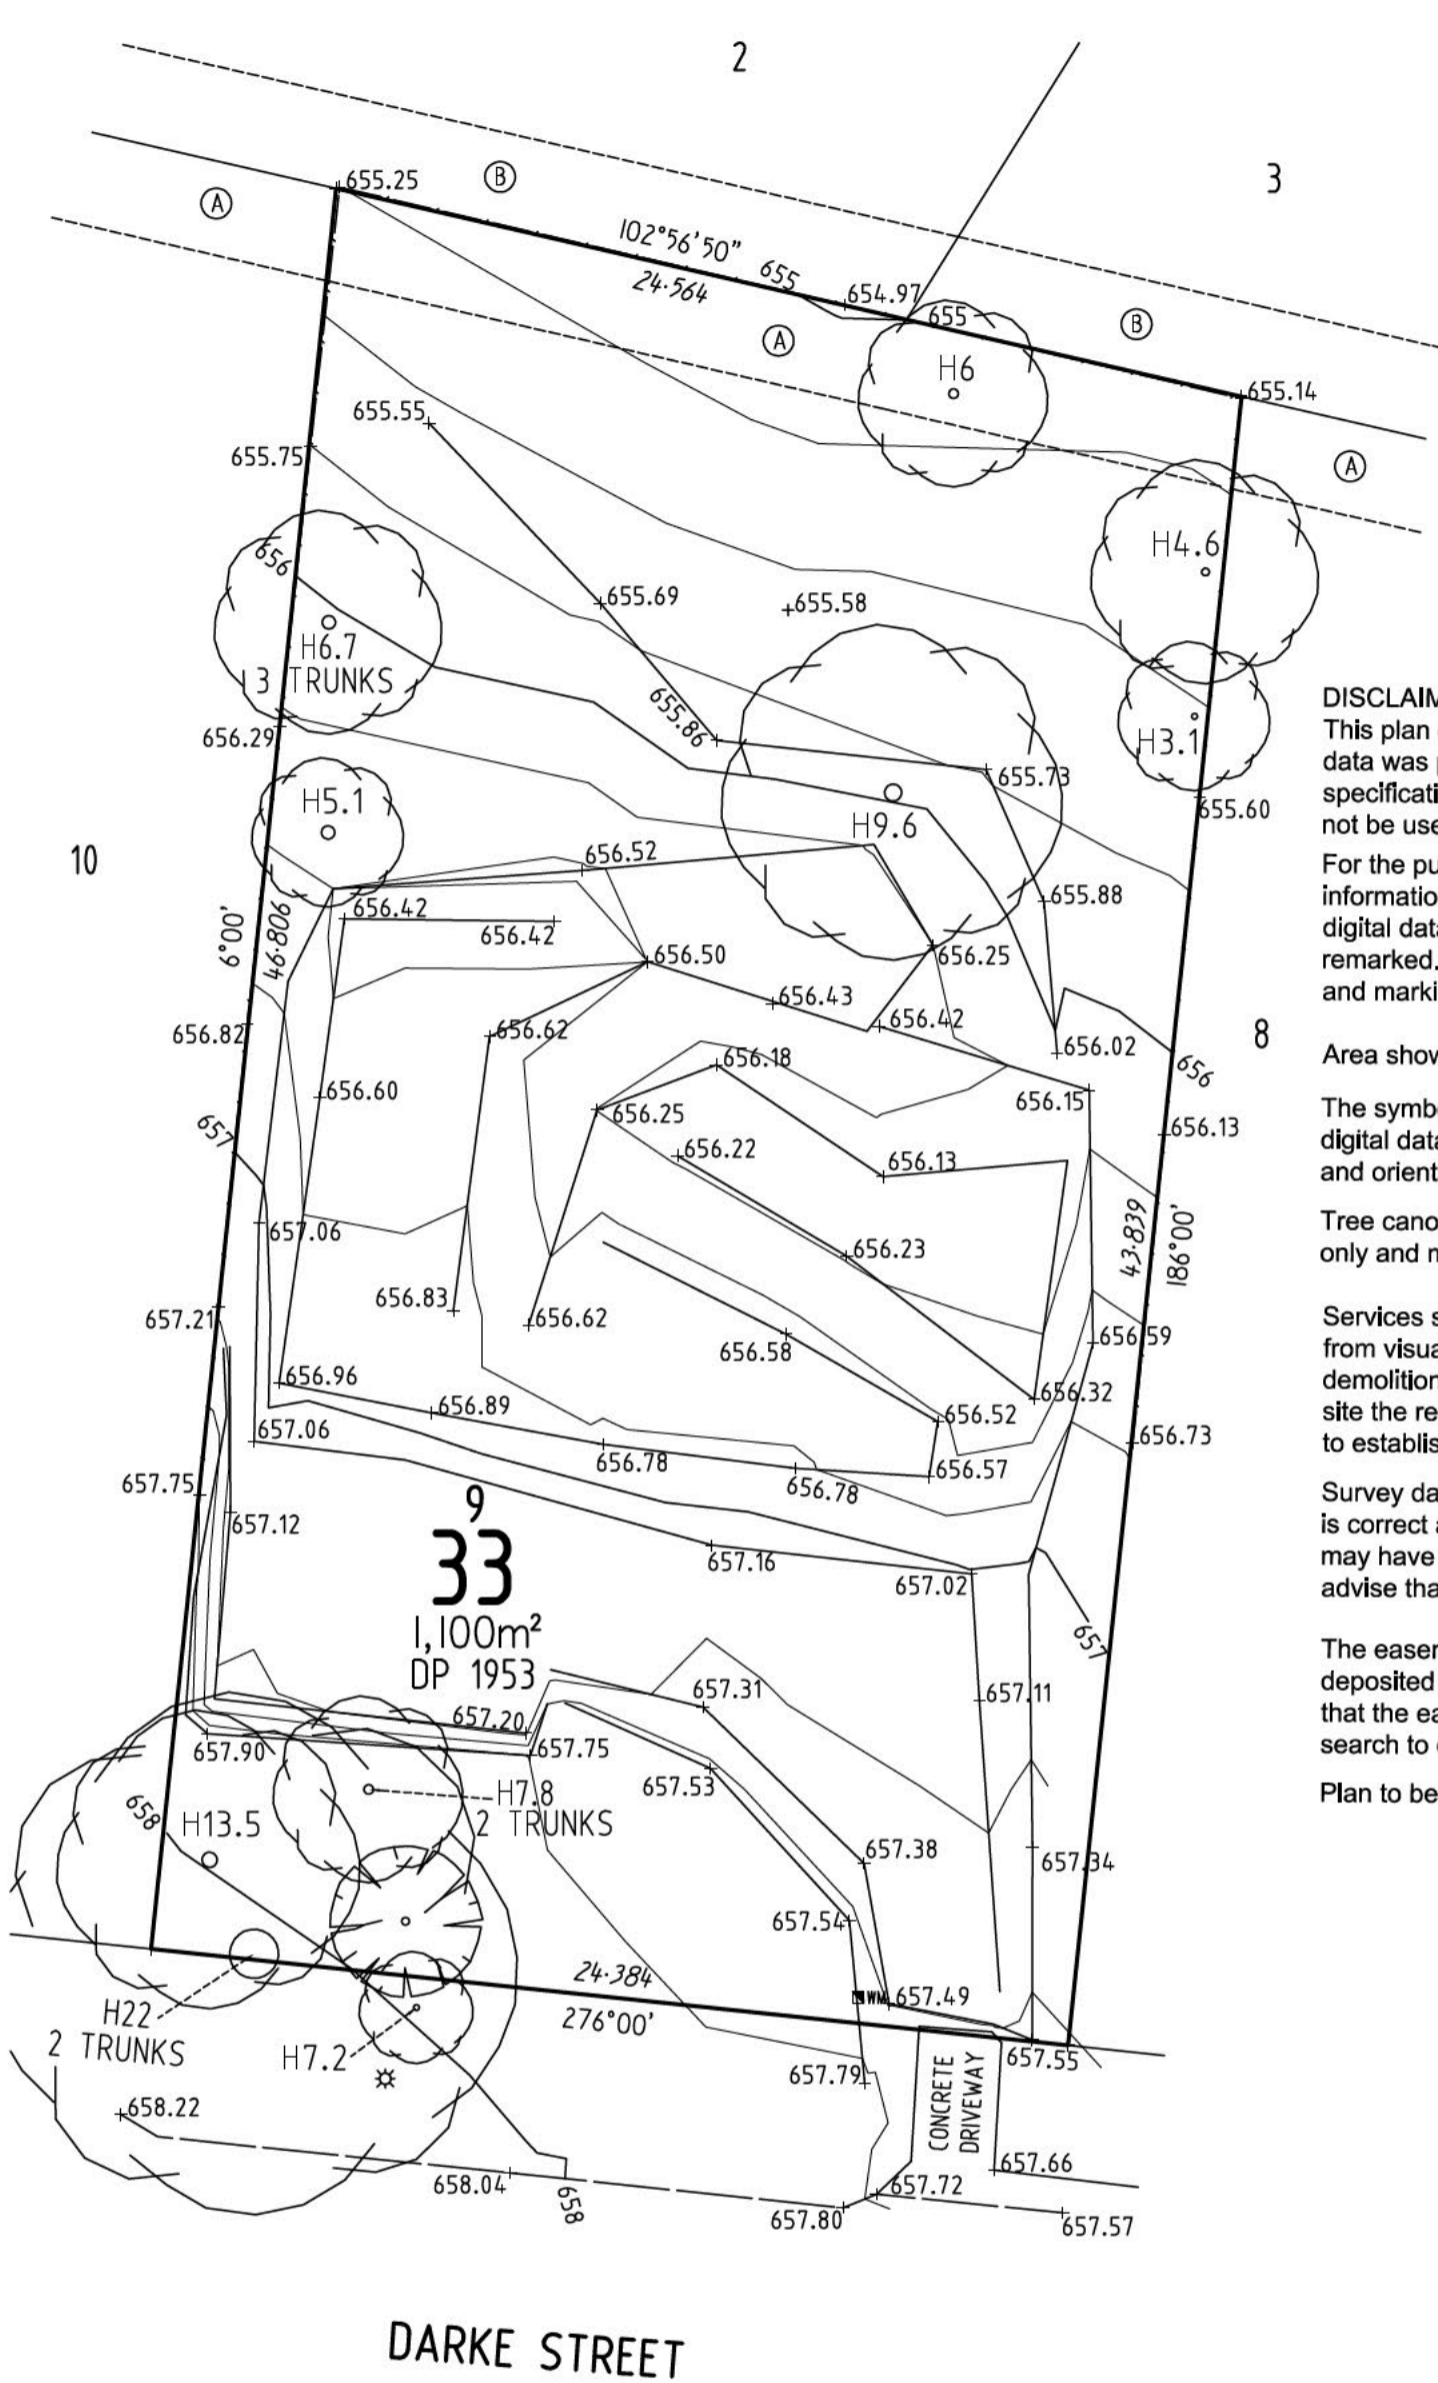 2
3
Ⓐ
655.25
Ⓑ
102°56'50"
24·564
655
654.97
655
Ⓐ
Ⓑ
H6
655.14
Ⓐ
655.55
655.75
656
H4.6
655.69
655.58
H6.7
3 TRUNKS
655.86
656.29
655.73
H3.1
655.60
H5.1
H9.6
10
656.52
655.88
656.42
656.42
6°00'
46·806
656.50
656.25
656.43
656.42
656.82
656.62
656.02
8
656
656.18
656.15
656.60
656.25
656.13
657
656.22
656.13
657.06
656.23
43·839
186°00'
656.83
656.62
657.21
656.58
656.59
656.96
656.89
656.32
656.52
657.06
656.73
656.78
656.57
656.78
657.75
657.12
9
33
1,100m²
DP 1953
657.16
657.02
657
657.31
657.11
657.20
657.90
657.75
657.53
658
H13.5
H7.8
2 TRUNKS
657.38
657.34
657.54
24·384
276°00'
WM
657.49
H22
2 TRUNKS
H7.2
657.55
657.79
CONCRETE
DRIVEWAY
658.22
658.04
658
657.66
657.72
657.80
657.57
DARKE STREET
DISCLAIM
This plan
data was
specificati
not be use
For the pu
informatio
digital data
remarked.
and marki
Area show
The symb
digital data
and orient
Tree cano
only and m
Services s
from visua
demolition
site the re
to establis
Survey da
is correct
may have
advise tha
The easer
deposited
that the ea
search to
Plan to be